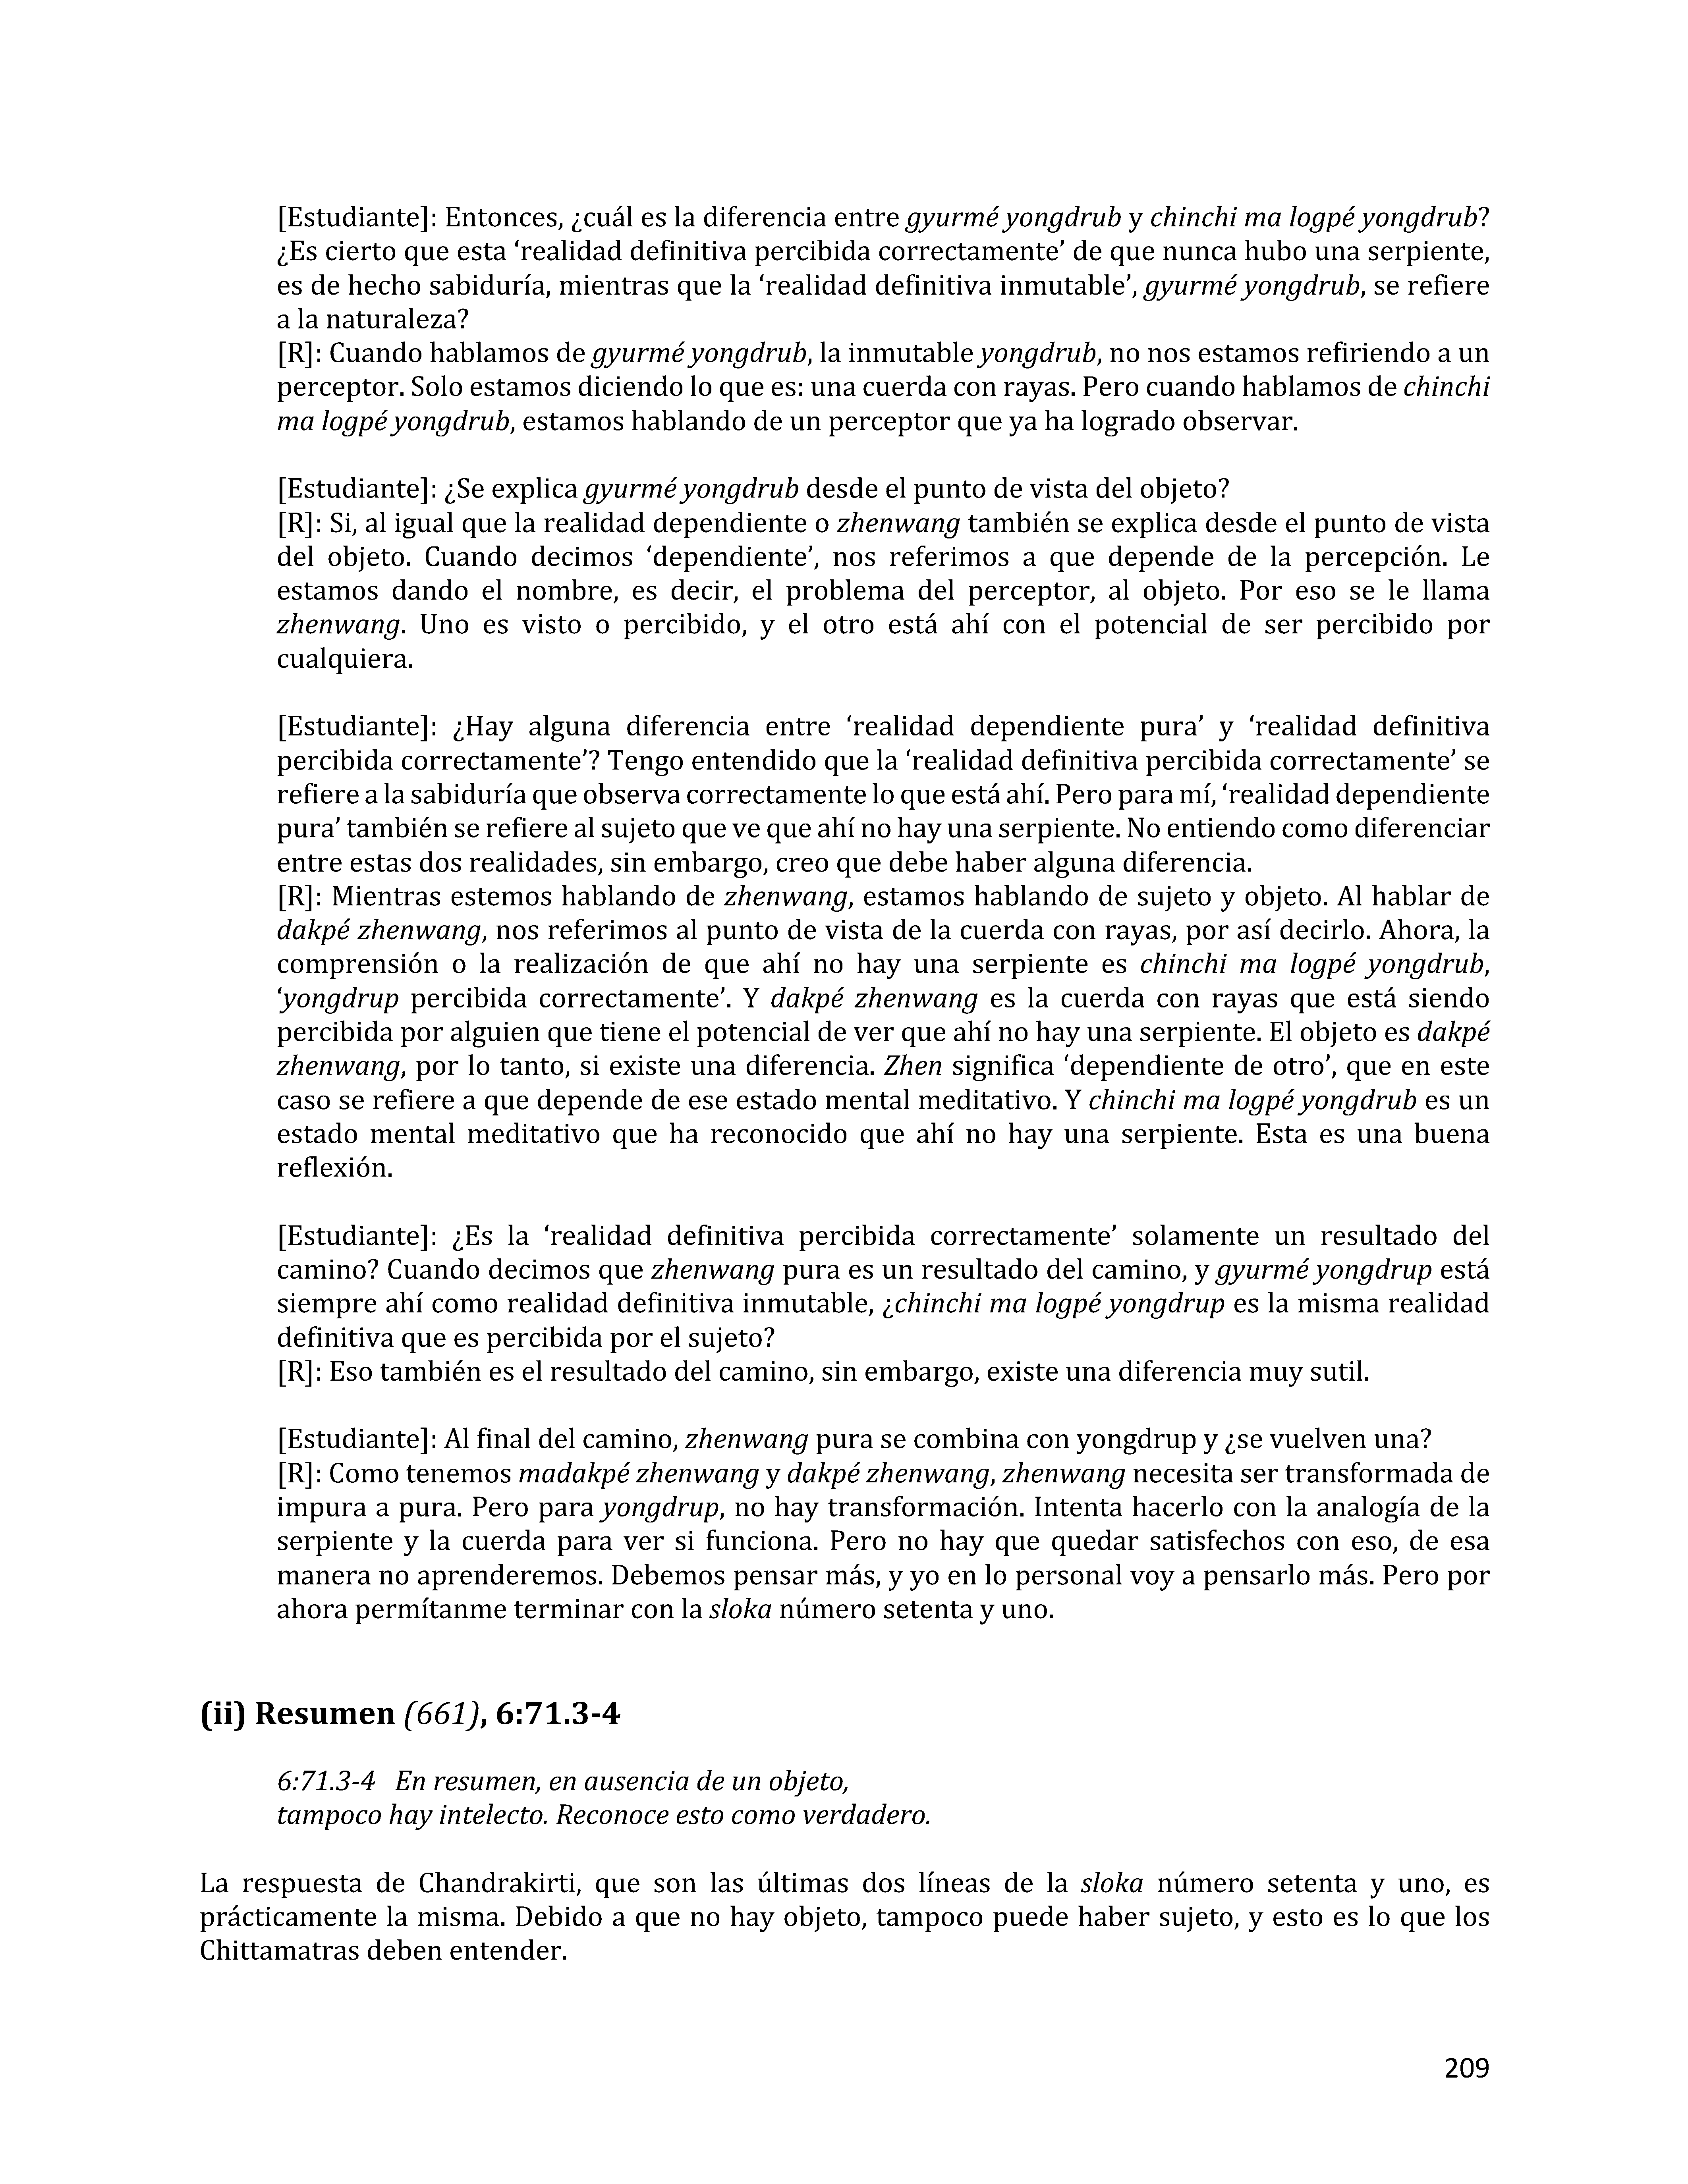 [Estudiante]: Entonces, ¿cuál es la diferencia entre gyurmé yongdrub y chinchi ma logpé yongdrub?
¿Es cierto que esta ‘realidad definitiva percibida correctamente’ de que nunca hubo una serpiente,
es de hecho sabiduría, mientras que la ‘realidad definitiva inmutable’, gyurmé yongdrub, se refiere
a la naturaleza?
[R]: Cuando hablamos de gyurmé yongdrub, la inmutable yongdrub, no nos estamos refiriendo a un
perceptor. Solo estamos diciendo lo que es: una cuerda con rayas. Pero cuando hablamos de chinchi
ma logpé yongdrub, estamos hablando de un perceptor que ya ha logrado observar.
[Estudiante]: ¿Se explica gyurmé yongdrub desde el punto de vista del objeto?
[R]: Si, al igual que la realidad dependiente o zhenwang también se explica desde el punto de vista
del objeto. Cuando decimos ‘dependiente’, nos referimos a que depende de la percepción. Le
estamos dando el nombre, es decir, el problema del perceptor, al objeto. Por eso se le llama
zhenwang. Uno es visto o percibido, y el otro está ahí con el potencial de ser percibido por
cualquiera.
[Estudiante]: ¿Hay alguna diferencia entre ‘realidad dependiente pura’ y ‘realidad definitiva
percibida correctamente’? Tengo entendido que la ‘realidad definitiva percibida correctamente’ se
refiere a la sabiduría que observa correctamente lo que está ahí. Pero para mí, ‘realidad dependiente
pura’ también se refiere al sujeto que ve que ahí no hay una serpiente. No entiendo como diferenciar
entre estas dos realidades, sin embargo, creo que debe haber alguna diferencia.
[R]: Mientras estemos hablando de zhenwang, estamos hablando de sujeto y objeto. Al hablar de
dakpé zhenwang, nos referimos al punto de vista de la cuerda con rayas, por así decirlo. Ahora, la
comprensión o la realización de que ahí no hay una serpiente es chinchi ma logpé yongdrub,
‘yongdrup percibida correctamente’. Y dakpé zhenwang es la cuerda con rayas que está siendo
percibida por alguien que tiene el potencial de ver que ahí no hay una serpiente. El objeto es dakpé
zhenwang, por lo tanto, si existe una diferencia. Zhen significa ‘dependiente de otro’, que en este
caso se refiere a que depende de ese estado mental meditativo. Y chinchi ma logpé yongdrub es un
estado mental meditativo que ha reconocido que ahí no hay una serpiente. Esta es una buena
reflexión.
[Estudiante]: ¿Es la ‘realidad definitiva percibida correctamente’ solamente un resultado del
camino? Cuando decimos que zhenwang pura es un resultado del camino, y gyurmé yongdrup está
siempre ahí como realidad definitiva inmutable, ¿chinchi ma logpé yongdrup es la misma realidad
definitiva que es percibida por el sujeto?
[R]: Eso también es el resultado del camino, sin embargo, existe una diferencia muy sutil.
[Estudiante]: Al final del camino, zhenwang pura se combina con yongdrup y ¿se vuelven una?
[R]: Como tenemos madakpé zhenwang y dakpé zhenwang, zhenwang necesita ser transformada de
impura a pura. Pero para yongdrup, no hay transformación. Intenta hacerlo con la analogía de la
serpiente y la cuerda para ver si funciona. Pero no hay que quedar satisfechos con eso, de esa
manera no aprenderemos. Debemos pensar más, y yo en lo personal voy a pensarlo más. Pero por
ahora permítanme terminar con la sloka número setenta y uno.
(ii) Resumen (661), 6:71.3-4
6:71.3-4 En resumen, en ausencia de un objeto,
tampoco hay intelecto. Reconoce esto como verdadero.
La respuesta de Chandrakirti, que son las últimas dos líneas de la sloka número setenta y uno, es
prácticamente la misma. Debido a que no hay objeto, tampoco puede haber sujeto, y esto es lo que los
Chittamatras deben entender.
209